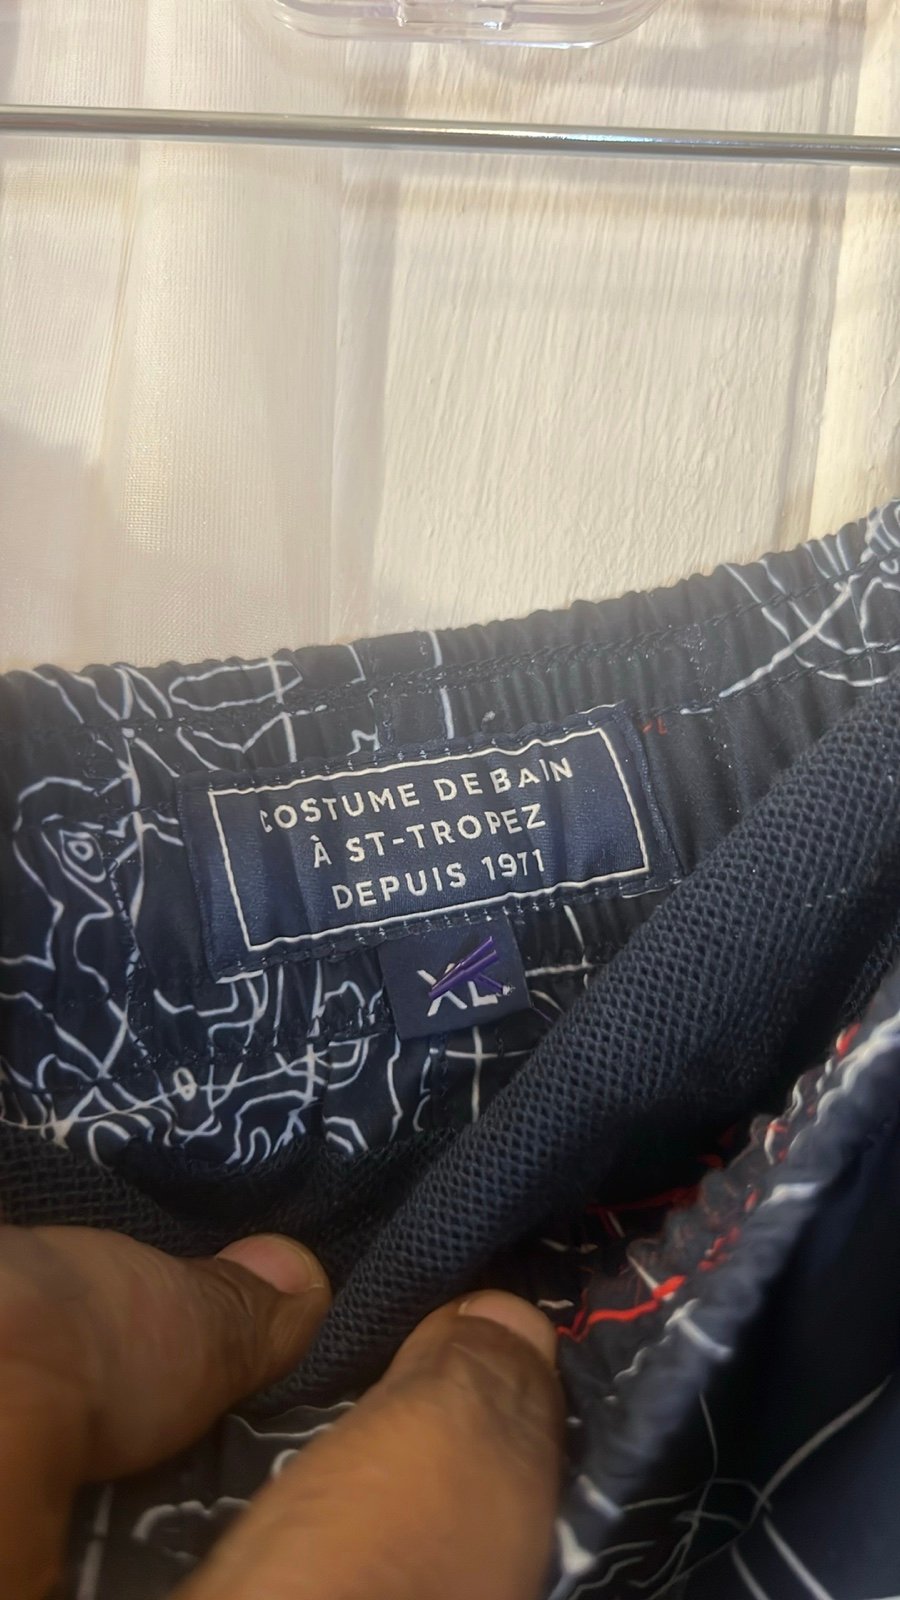 COSTUME DE BAIN
À ST-TROPEZ
DEPUIS 1971
XL